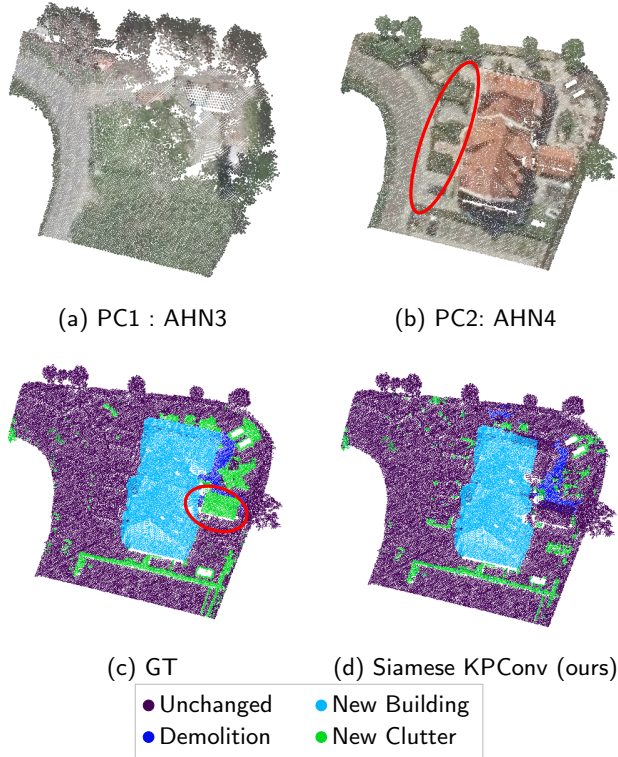 (a) PC1 : AHN3
(b) PC2: AHN4
(c) GT
(d) Siamese KPConv (ours)
Unchanged
New Building
Demolition
New Clutter